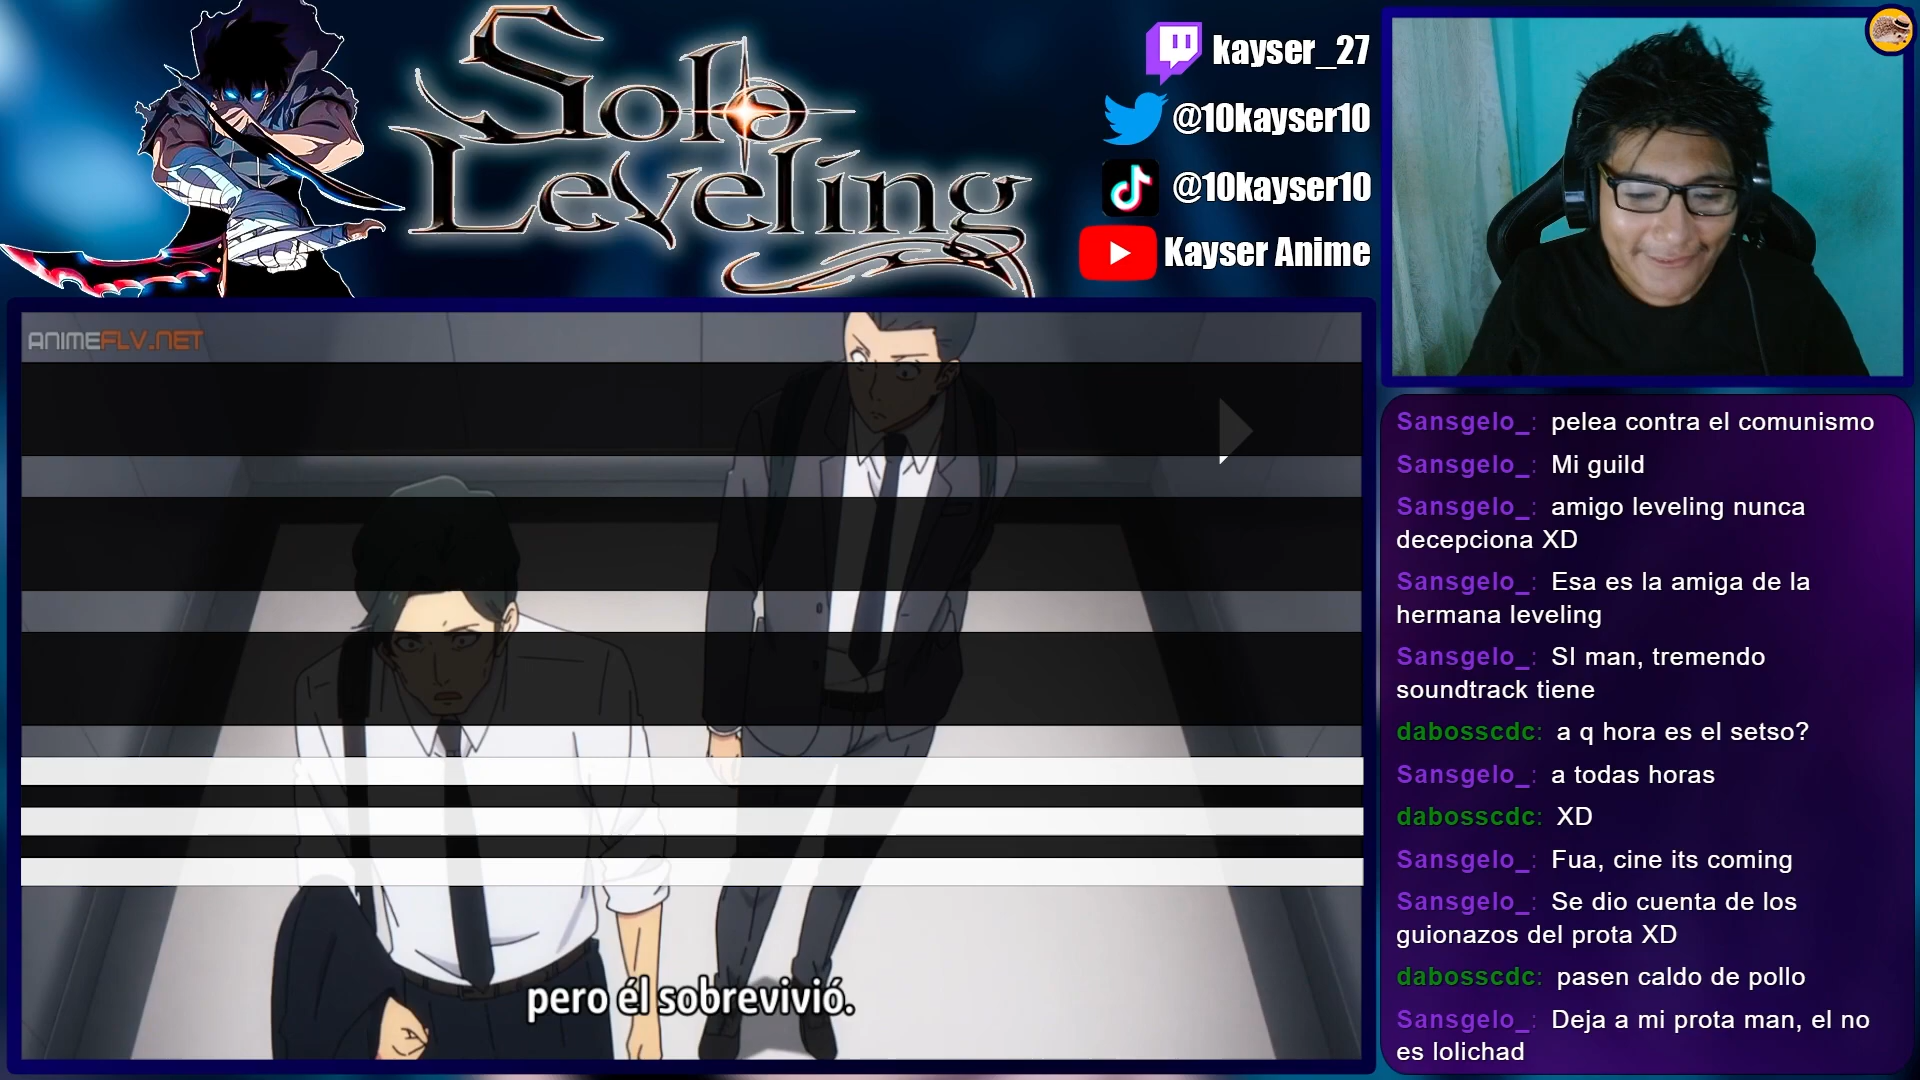 Solo
Leveling
kayser_27
@10kayser10
@10kayser10
Kayser Anime
ANIMEFLV.NET
pero él sobrevivió.
Sansgelo_: pelea contra el comunismo
Sansgelo_: Mi guild
Sansgelo_: amigo leveling nunca
decepciona XD
Sansgelo_: Esa es la amiga de la
hermana leveling
Sansgelo_: SI man, tremendo
soundtrack tiene
dabosscdc: a q hora es el setso?
Sansgelo_: a todas horas
dabosscdc: XD
Sansgelo_: Fua, cine its coming
Sansgelo_: Se dio cuenta de los
guionazos del prota XD
dabosscdc: pasen caldo de pollo
Sansgelo_: Deja a mi prota man, el no
es lolichad